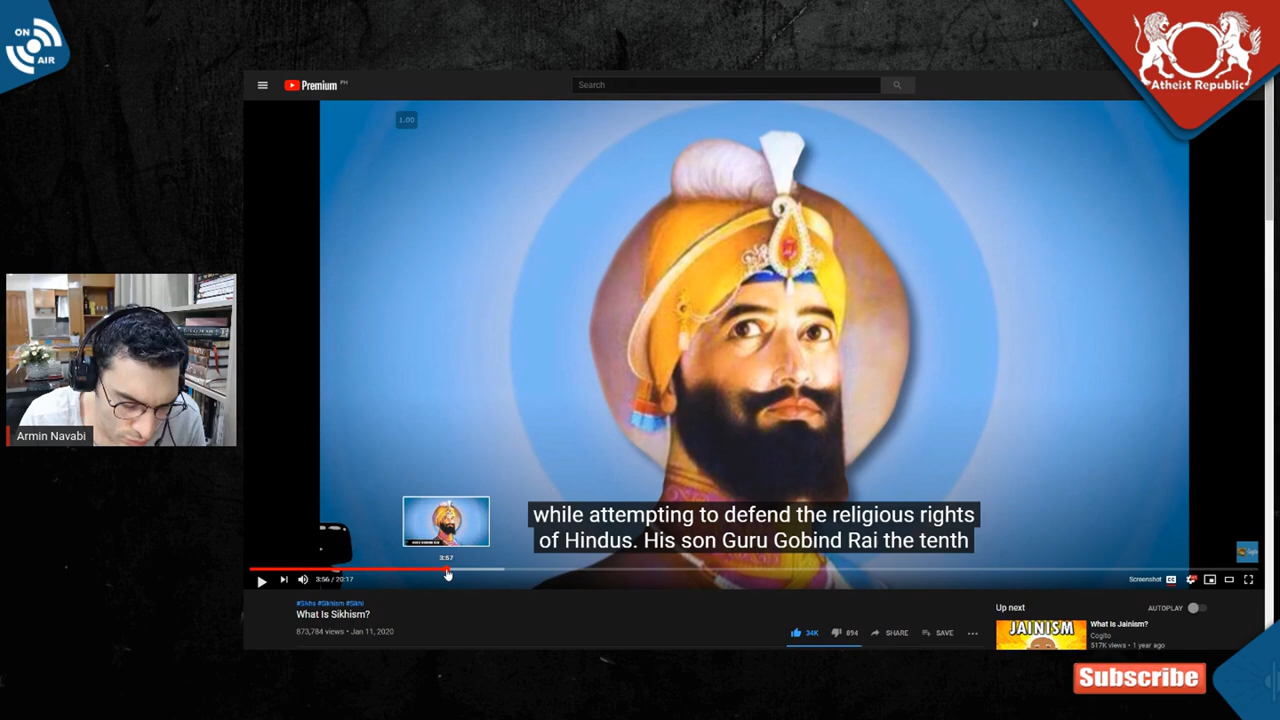 ON
AIR
Premium PH
Search
Atheist Republic
1.00
Armin Navabi
while attempting to defend the religious rights
of Hindus. His son Guru Gobind Rai the tenth
3:57
3:56 / 20:17
Screenshot
#Sikhs #Sikhism #Sikhi
What Is Sikhism?
873,784 views • Jan 11, 2020
34K
894
SHARE
SAVE
Up next
AUTOPLAY
JAINISM
What Is Jainism?
Cogito
517K views • 1 year ago
Subscribe